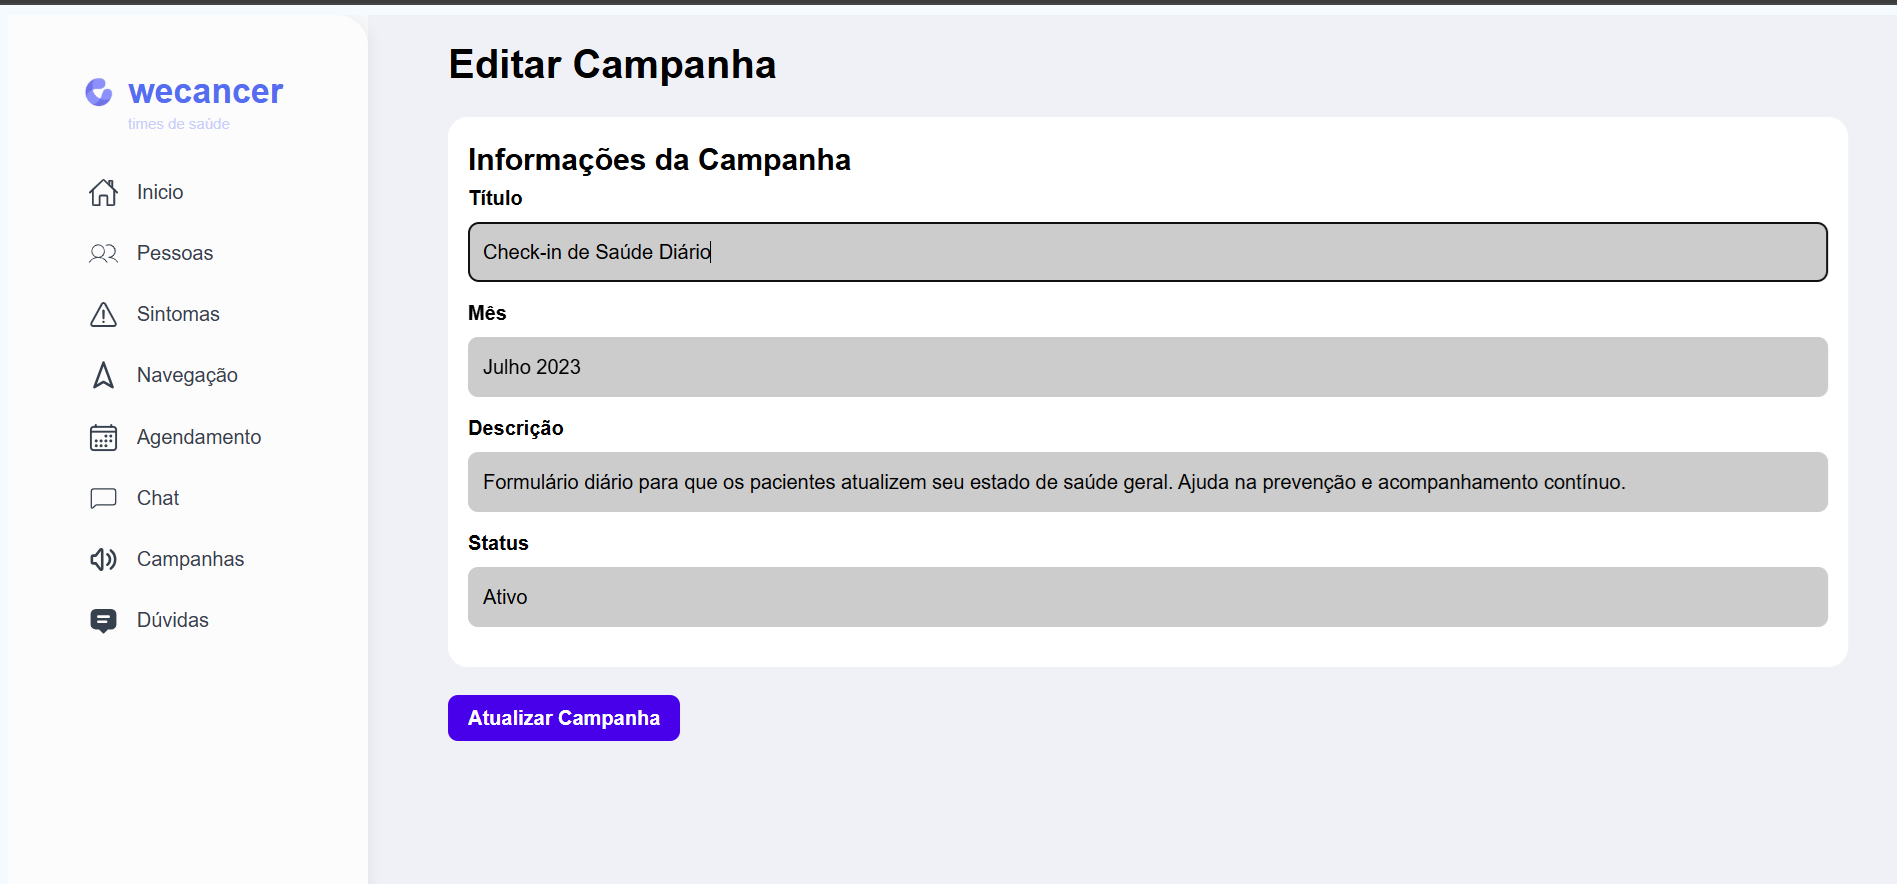 wecancer
times de saúde
Inicio
Pessoas
Sintomas
Navegação
Agendamento
Chat
Campanhas
Dúvidas
Editar Campanha
Informações da Campanha
Título
Check-in de Saúde Diário
Mês
Julho 2023
Descrição
Formulário diário para que os pacientes atualizem seu estado de saúde geral. Ajuda na prevenção e acompanhamento contínuo.
Status
Ativo
Atualizar Campanha